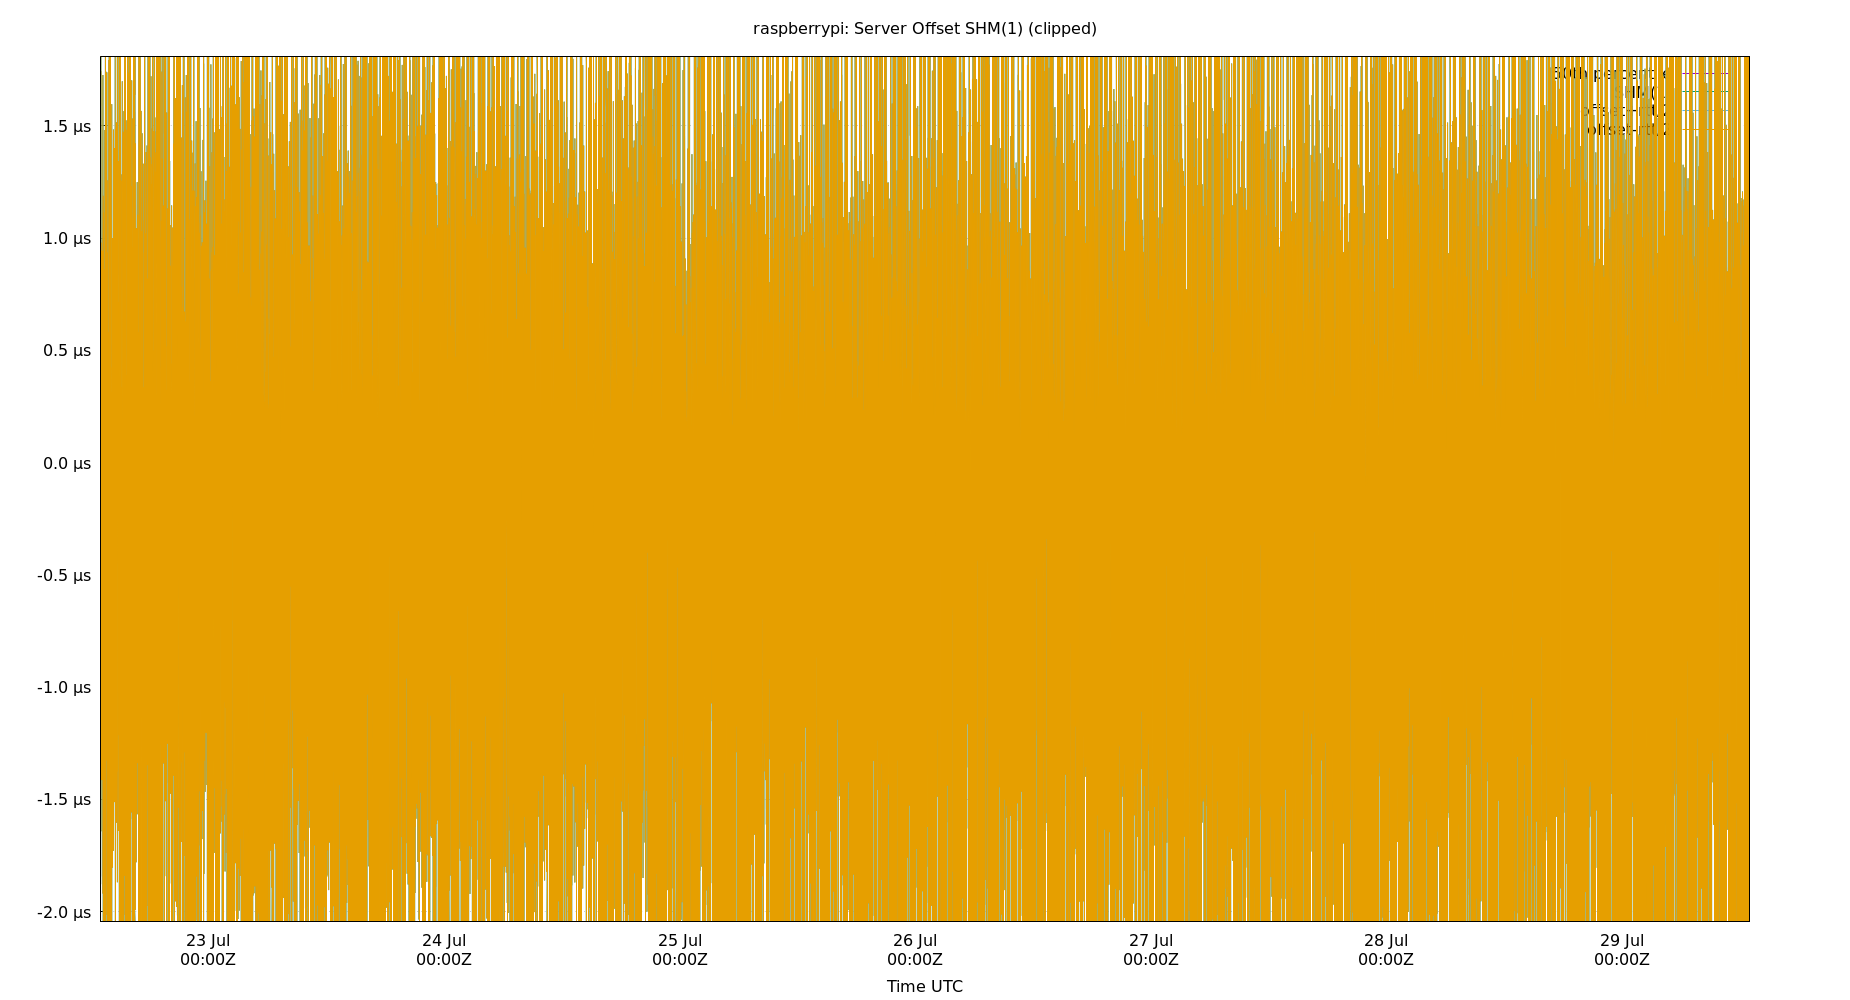 raspberrypi: Server Offset SHM(1) (clipped)
50th percentile
1.5 µs
1.0 µs
0.5 µs
0.0 µs
-0.5 µs
-1.0 µs
-1.5 µs
-2.0 µs
23 Jul 24 Jul 25 Jul 26 Jul 27 Jul 28 Jul 29 Jul
00:00Z 00:00Z 00:00Z 00:00Z 00:00Z 00:00Z 00:00Z
Time UTC